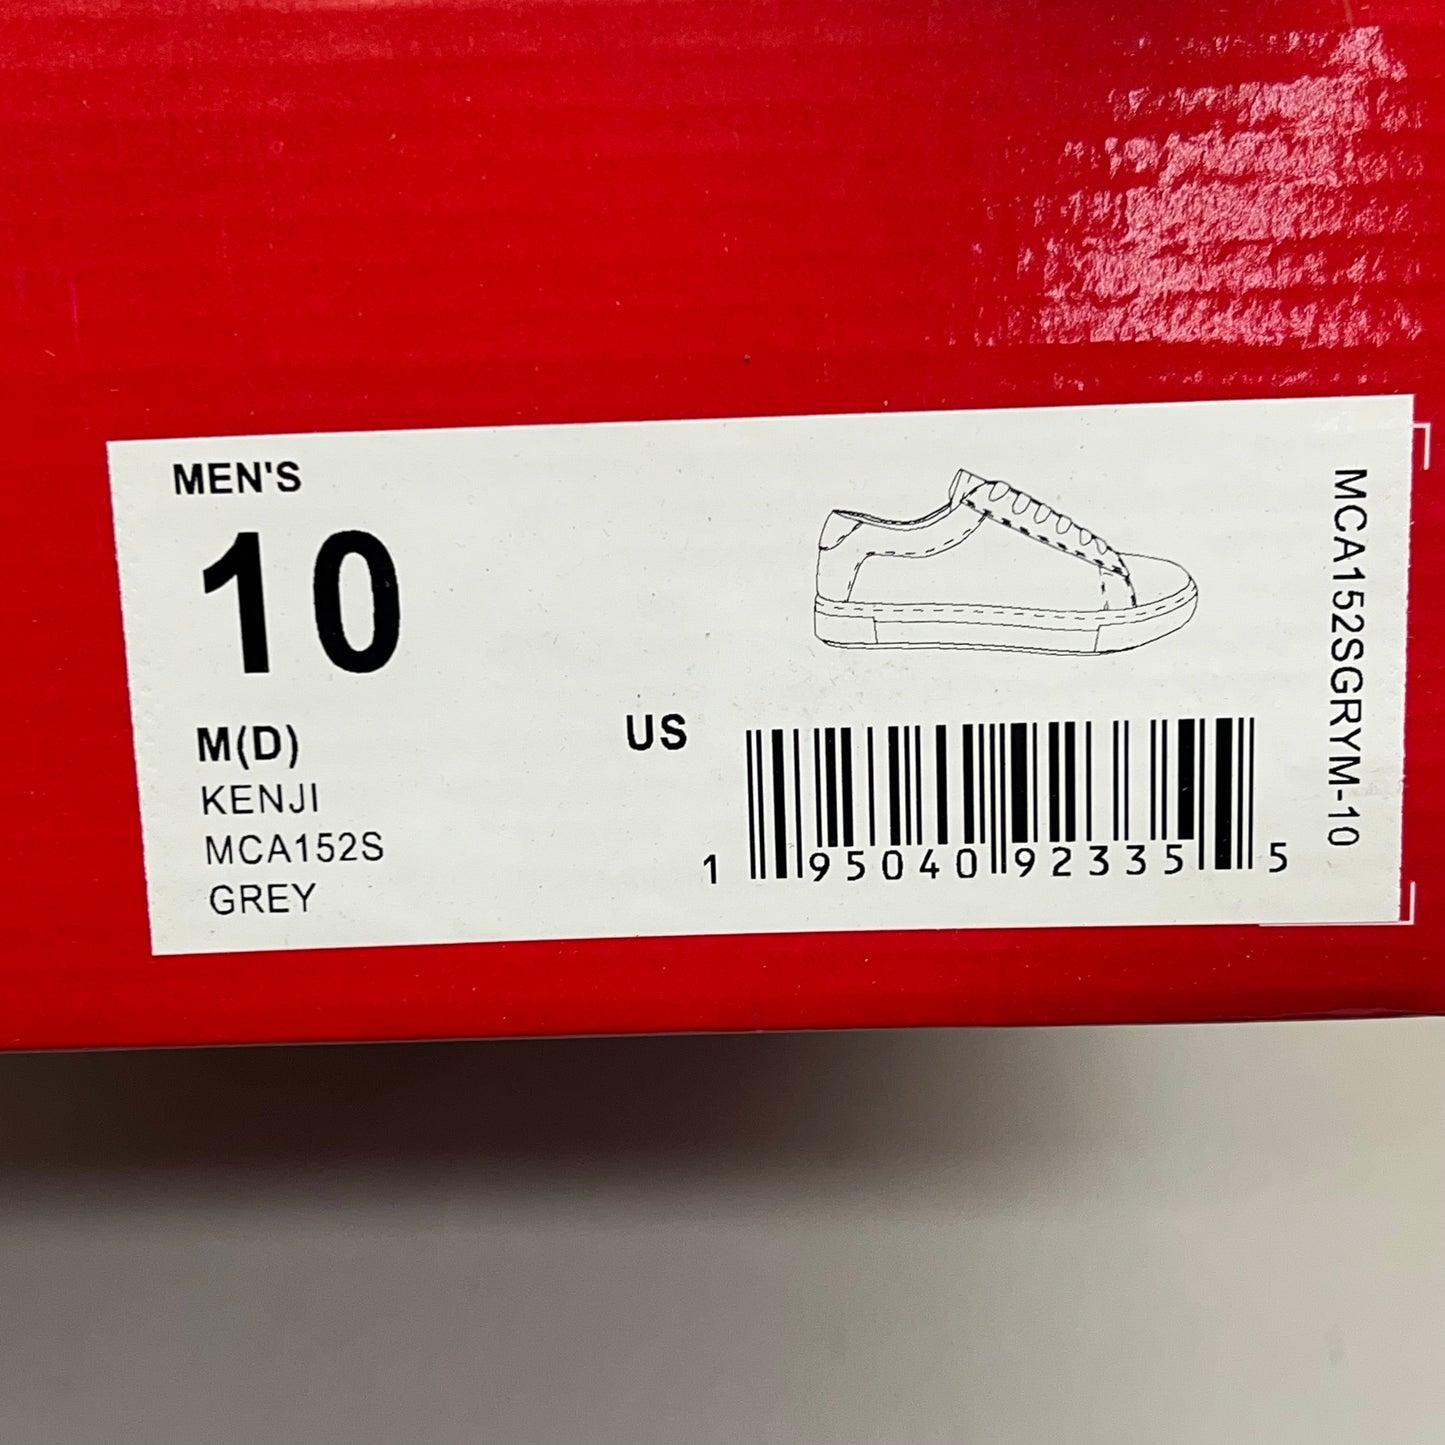 MEN'S
10
M(D)
US
KENJI
MCA152S
GREY
1 95040 92335 5
MCA152SGRYM-10